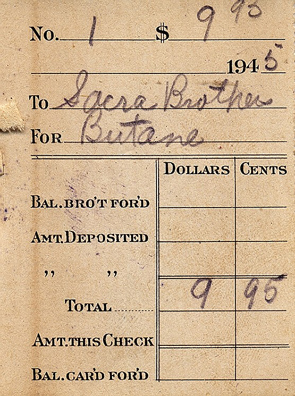 No. 1 $ 9 95
1945
To Sacra Brothers
For Butane
DOLLARS CENTS
BAL. BRO'T FOR'D
AMT. DEPOSITED
,, ,,
TOTAL........ 9 95
AMT. THIS CHECK
BAL. CAR'D FOR'D